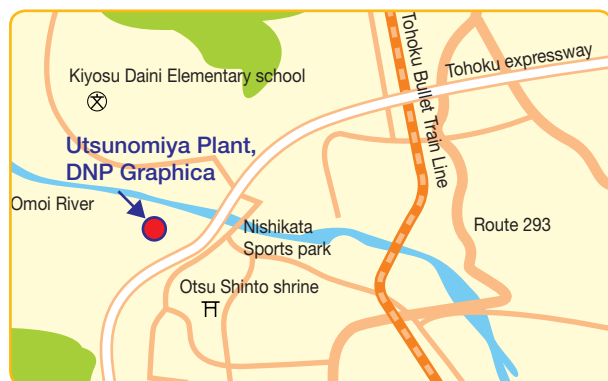 Kiyosu Daini Elementary school
文
Utsunomiya Plant,
DNP Graphica
Omoi River
Nishikata
Sports park
Otsu Shinto shrine
Tohoku Bullet Train Line
Tohoku expressway
Route 293